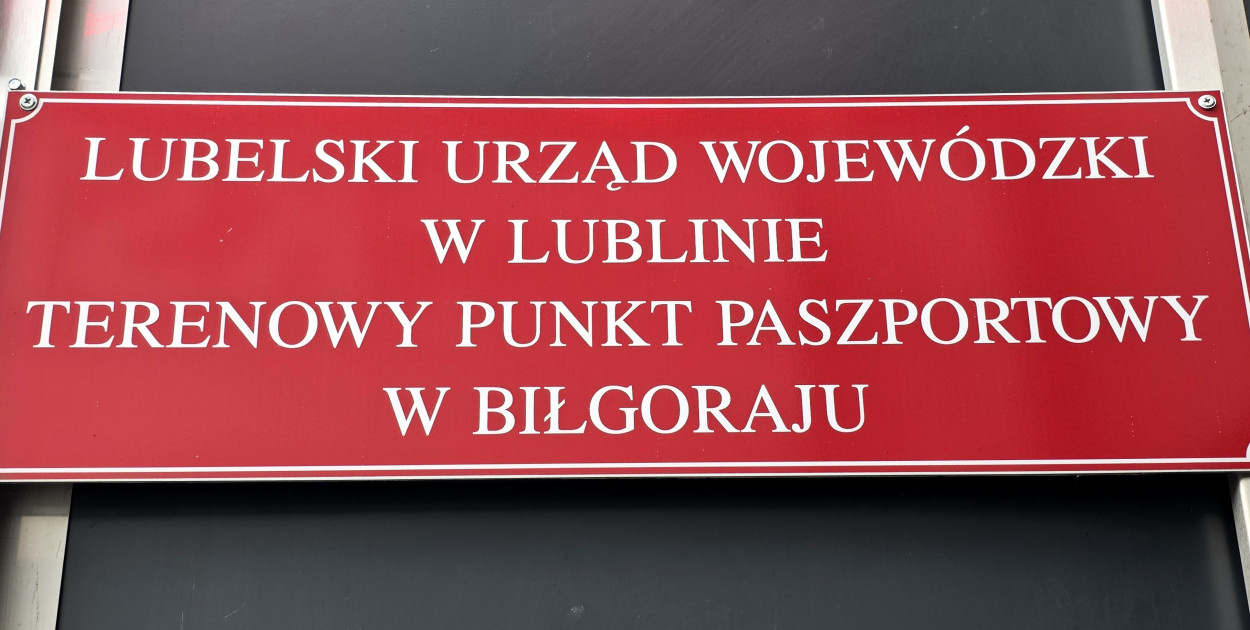 LUBELSKI URZĄD WOJEWÓDZKI
W LUBLINIE
TERENOWY PUNKT PASZPORTOWY
W BIŁGORAJU